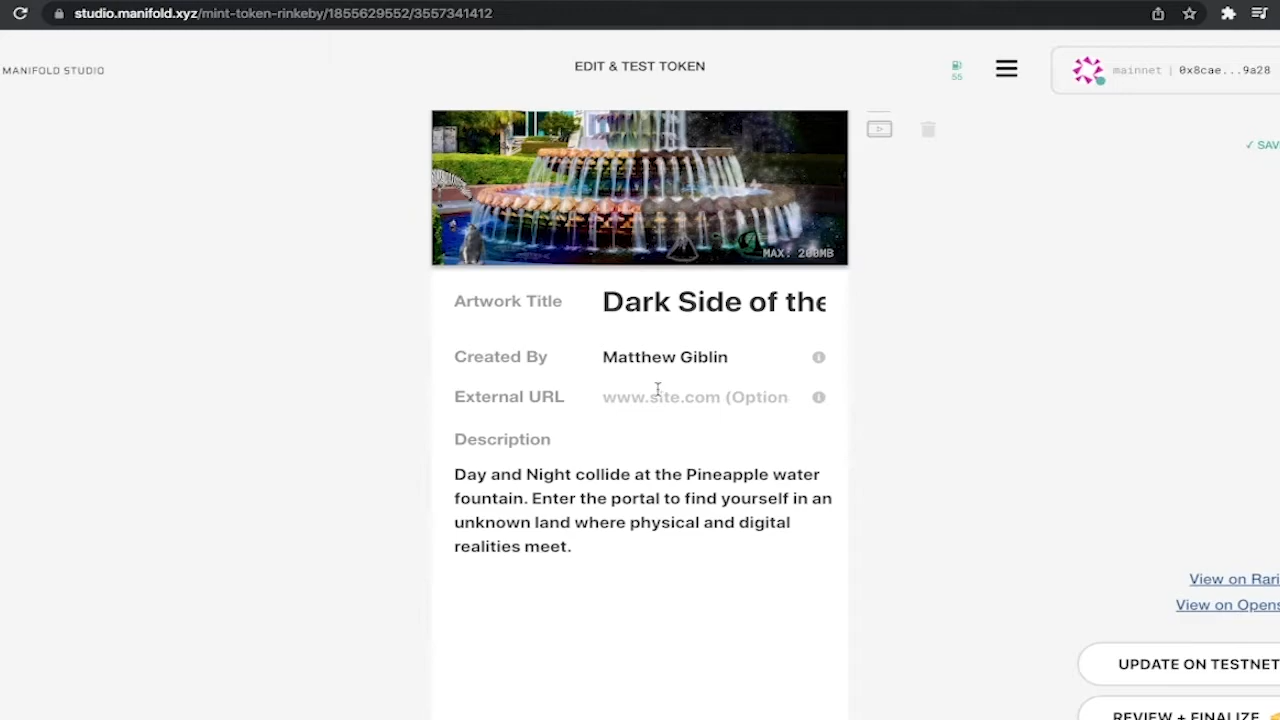 studio.manifold.xyz/mint-token-rinkeby/1855629552/3557341412
MANIFOLD STUDIO
EDIT & TEST TOKEN
55
mainnet | 0x8cae...9a28
✓ SAV
MAX: 200MB
Artwork Title
Dark Side of the
Created By
Matthew Giblin
External URL
www.site.com (Option
Description
Day and Night collide at the Pineapple water
fountain. Enter the portal to find yourself in an
unknown land where physical and digital
realities meet.
View on Rari
View on Opens
UPDATE ON TESTNET
REVIEW + FINALIZE